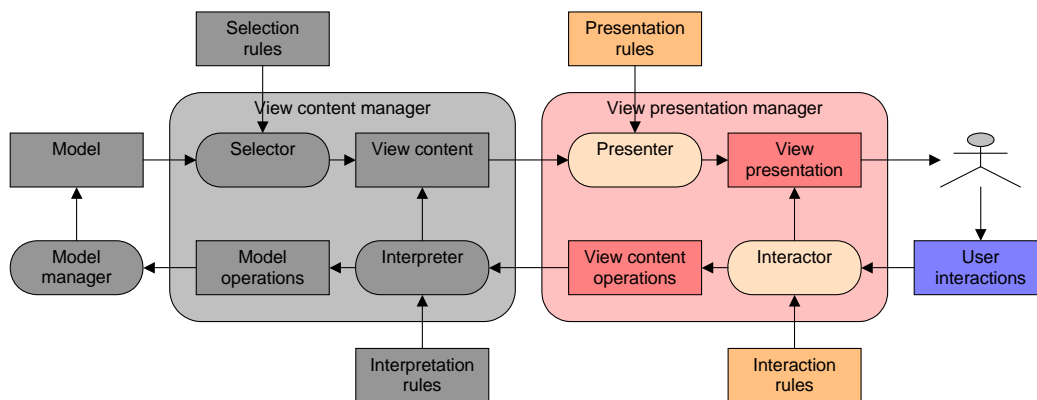 Selection
rules
Presentation
rules
View content manager
View presentation manager
Model
Selector
View content
Presenter
View
presentation
Model
manager
Model
operations
Interpreter
View content
operations
Interactor
User
interactions
Interpretation
rules
Interaction
rules